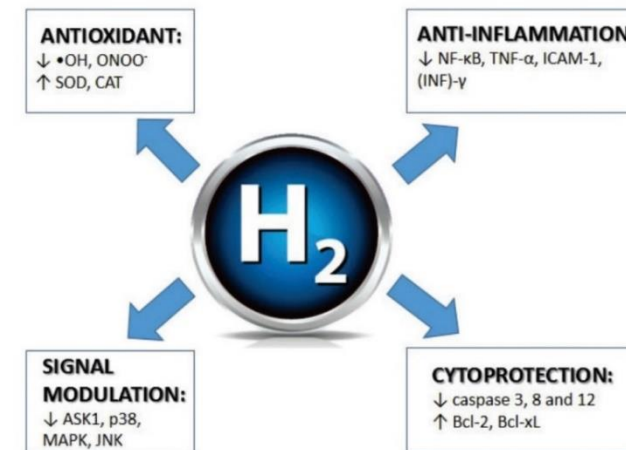 ANTIOXIDANT:
↓ •OH, ONOO⁻
↑ SOD, CAT
ANTI-INFLAMMATION
↓ NF-κB, TNF-α, ICAM-1,
(INF)-γ
H₂
SIGNAL
MODULATION:
↓ ASK1, p38,
MAPK, JNK
CYTOPROTECTION:
↓ caspase 3, 8 and 12
↑ Bcl-2, Bcl-xL